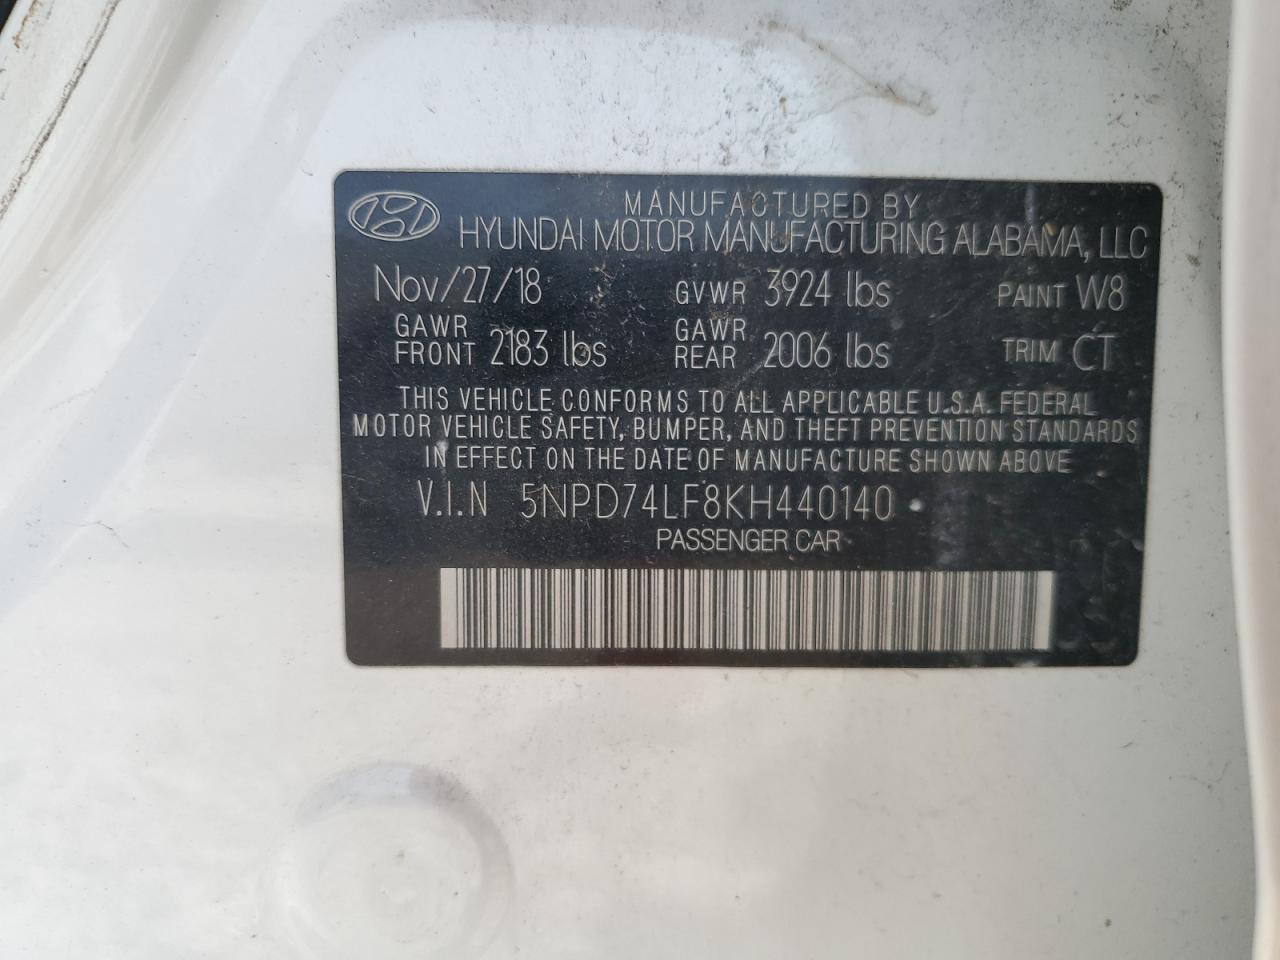 MANUFACTURED BY
HYUNDAI MOTOR MANUFACTURING ALABAMA, LLC
Nov/27/18 GVWR 3924 lbs PAINT W8
GAWR FRONT 2183 lbs GAWR REAR 2006 lbs TRIM CT
THIS VEHICLE CONFORMS TO ALL APPLICABLE U.S.A. FEDERAL
MOTOR VEHICLE SAFETY, BUMPER, AND THEFT PREVENTION STANDARDS
IN EFFECT ON THE DATE OF MANUFACTURE SHOWN ABOVE
V.I.N 5NPD74LF8KH440140
PASSENGER CAR